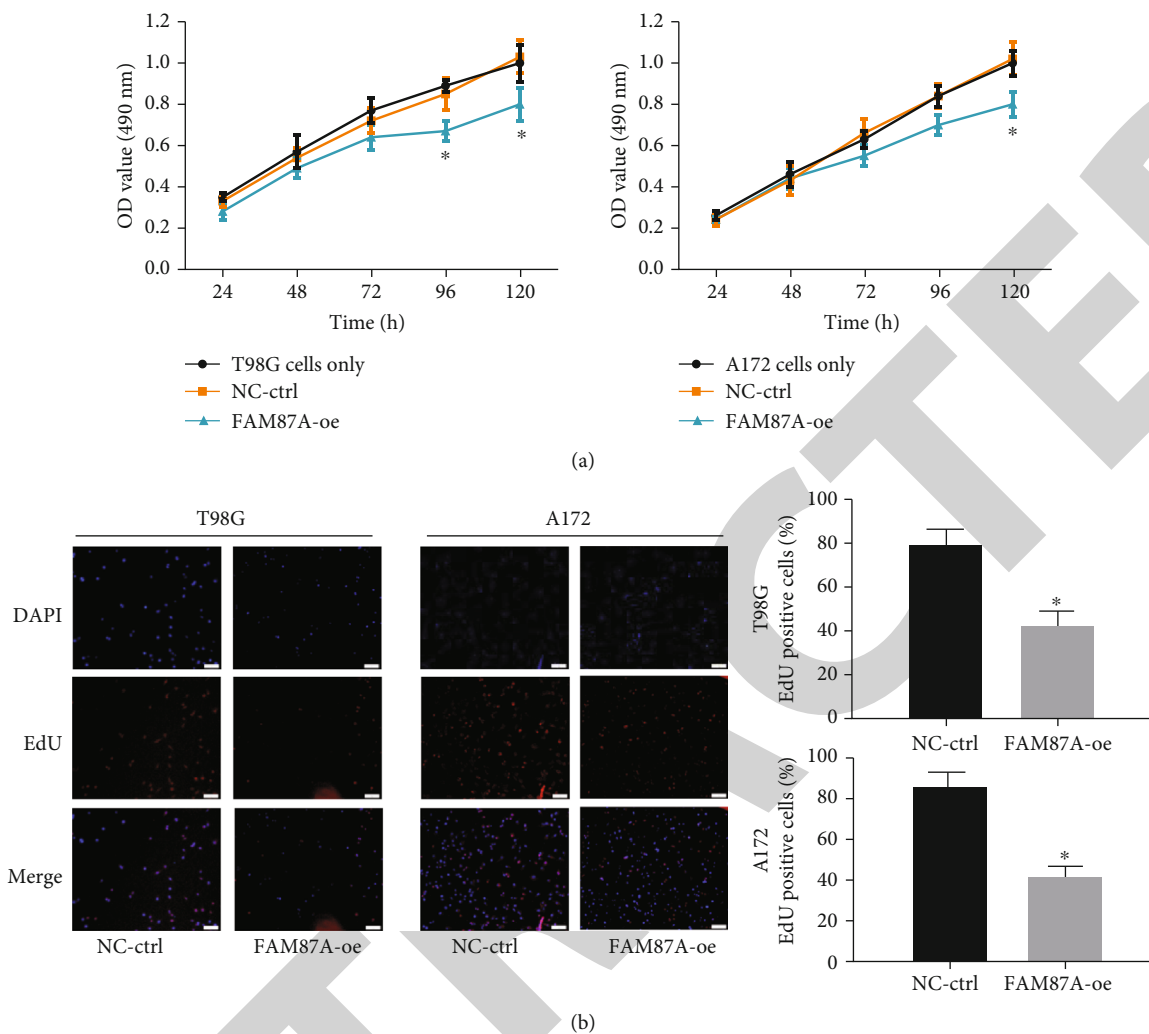 1.2
1.0
0.8
0.6
0.4
0.2
0.0
OD value (490 nm)
24 48 72 96 120
Time (h)
* *
T98G cells only
NC-ctrl
FAM87A-oe
1.2
1.0
0.8
0.6
0.4
0.2
0.0
OD value (490 nm)
24 48 72 96 120
Time (h)
*
A172 cells only
NC-ctrl
FAM87A-oe
(a)
T98G A172
DAPI
EdU
Merge
NC-ctrl FAM87A-oe NC-ctrl FAM87A-oe
100
80
60
40
20
0
T98G
EdU positive cells (%)
*
NC-ctrl FAM87A-oe
100
80
60
40
20
0
A172
EdU positive cells (%)
*
NC-ctrl FAM87A-oe
(b)